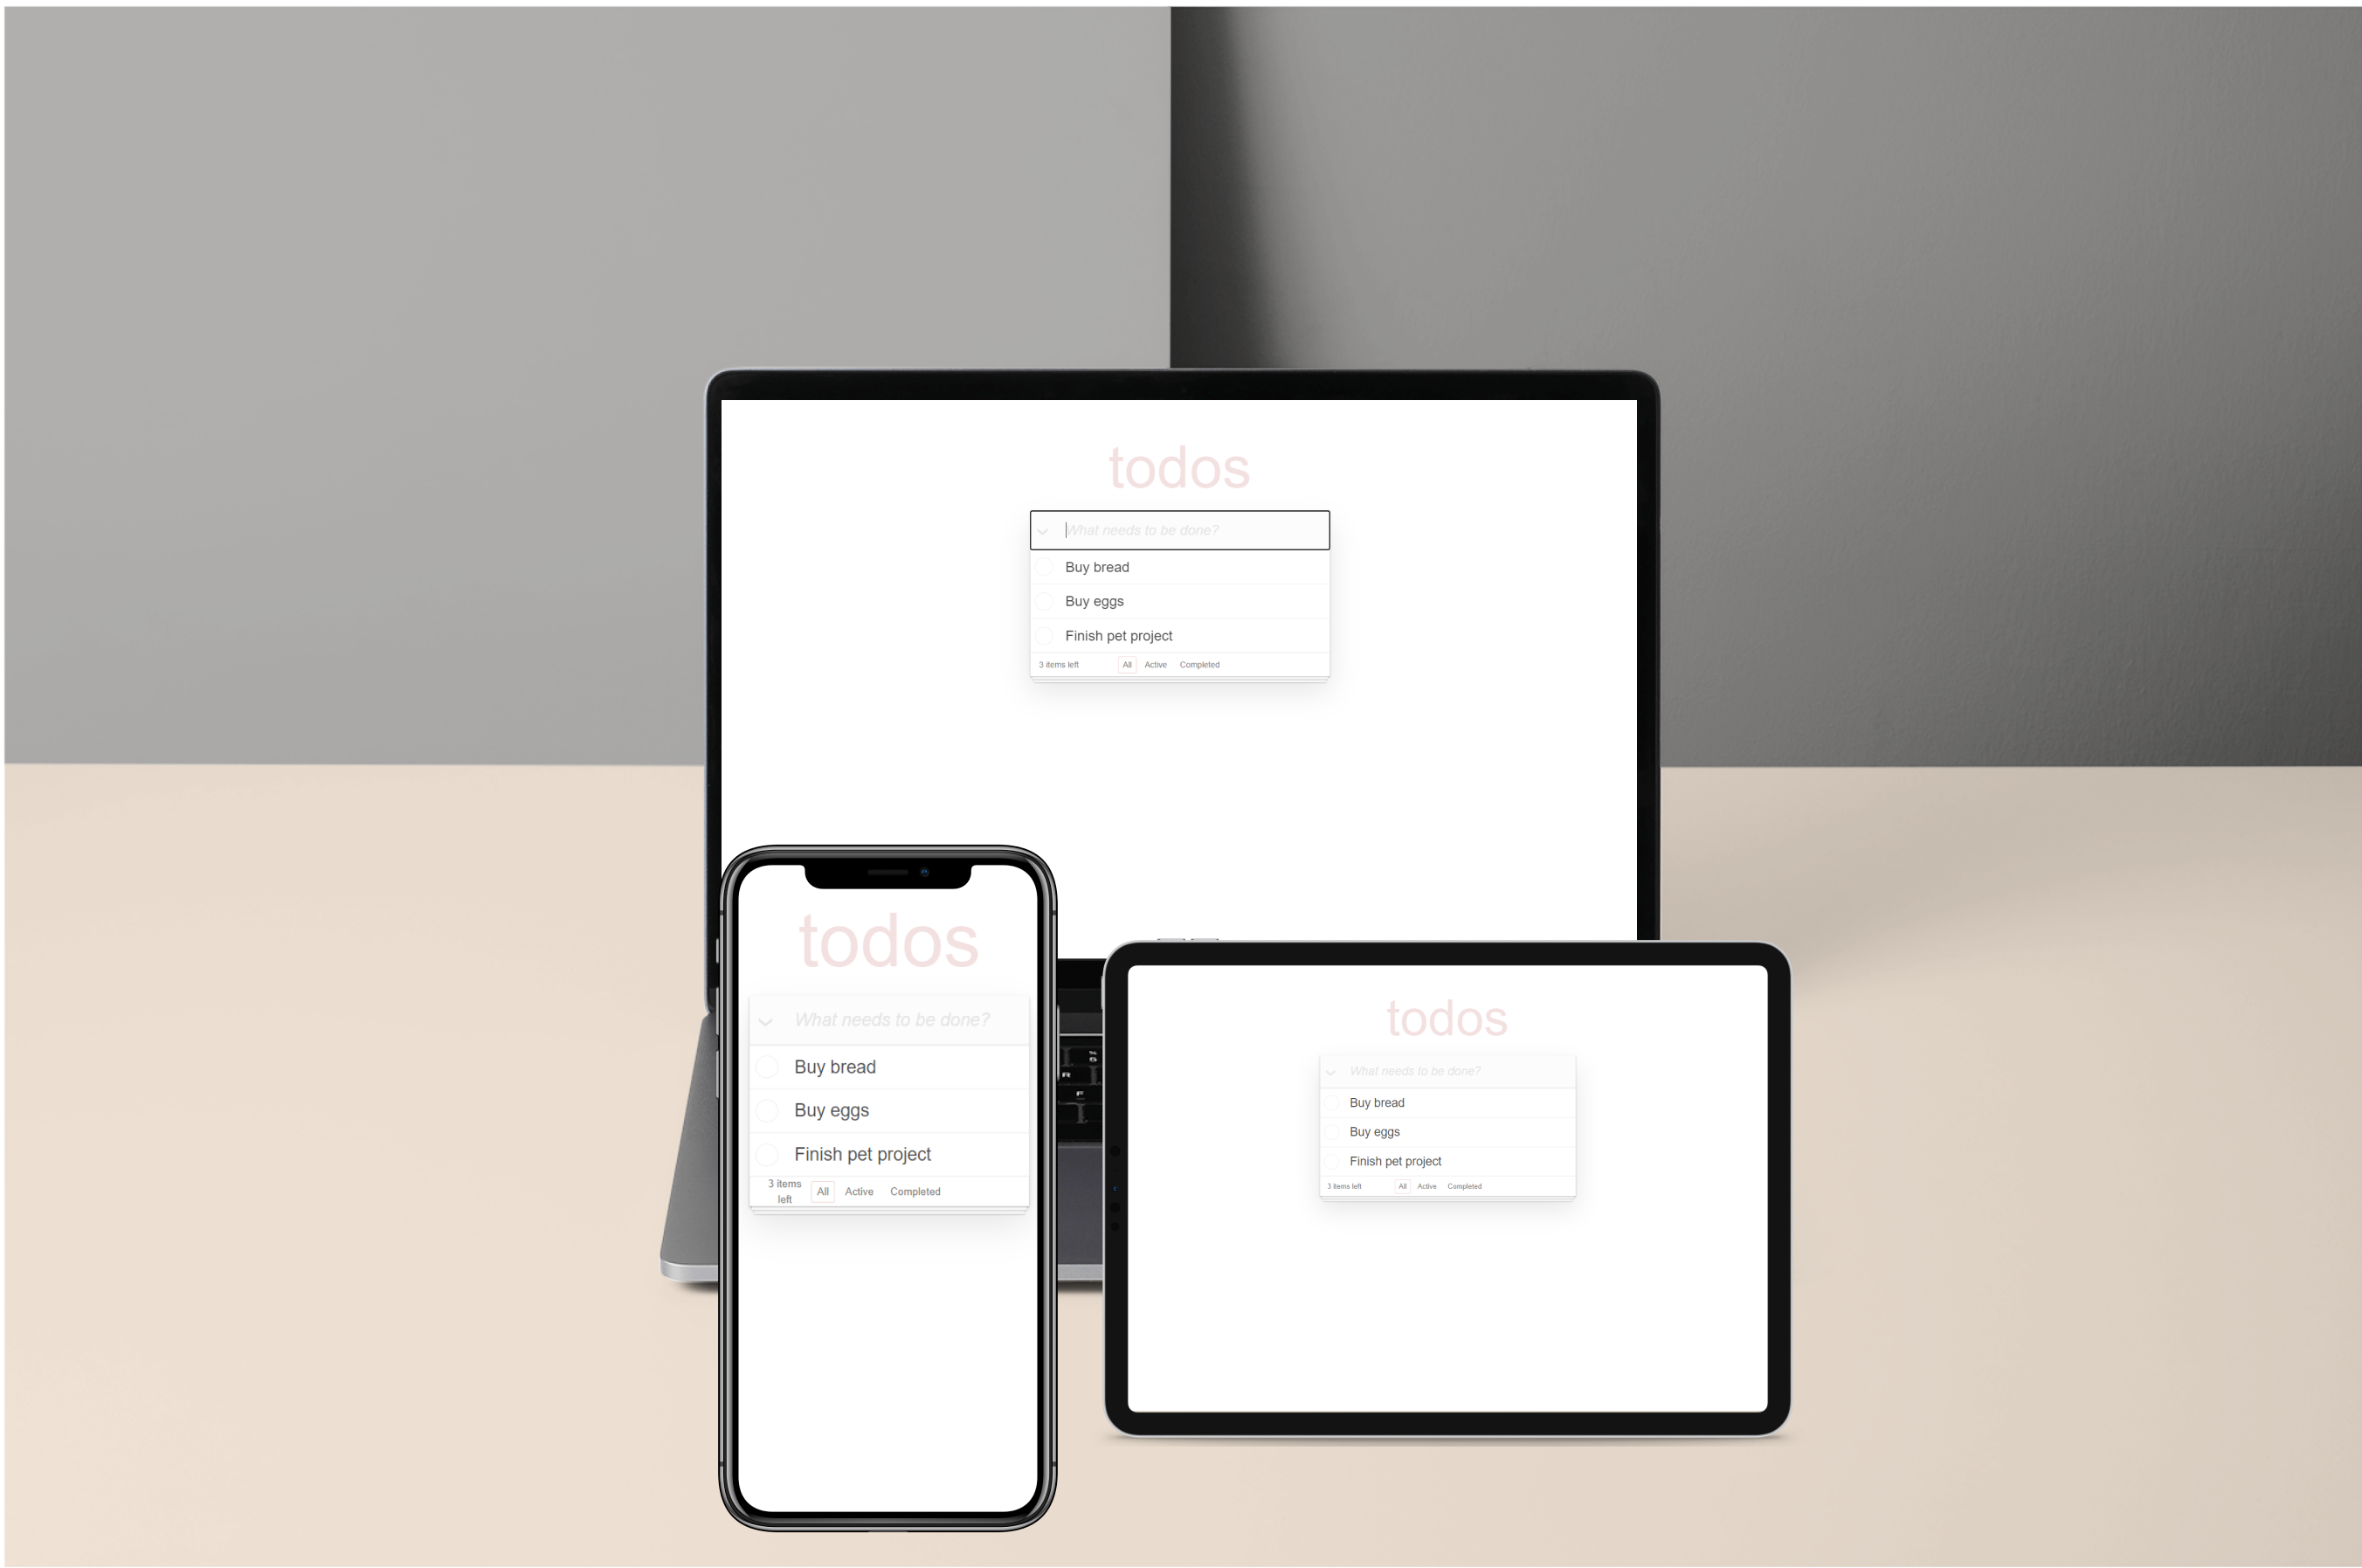 todos
What needs to be done?
Buy bread
Buy eggs
Finish pet project
3 items left All Active Completed
todos
What needs to be done?
Buy bread
Buy eggs
Finish pet project
3 items
left
All Active Completed
R
F
todos
What needs to be done?
Buy bread
Buy eggs
Finish pet project
3 items left All Active Completed